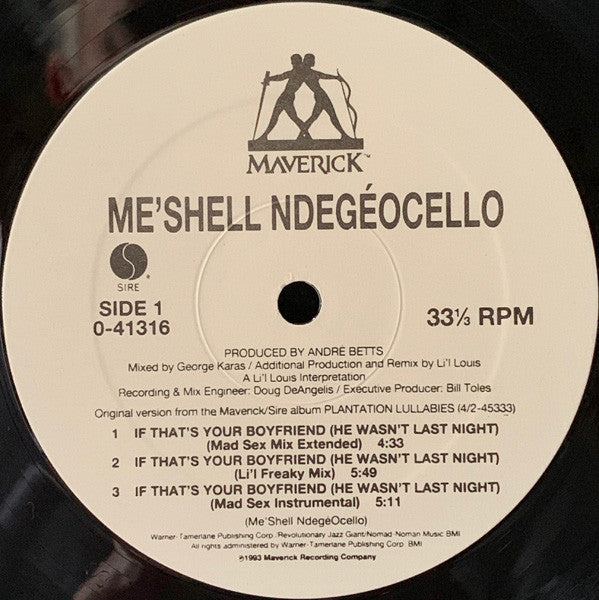 MAVERICK™
ME'SHELL NDEGÉOCELLO
SIRE
SIDE 1
0-41316
33⅓ RPM
PRODUCED BY ANDRÉ BETTS
Mixed by George Karas / Additional Production and Remix by Li'l Louis
A Li'l Louis Interpretation
Recording & Mix Engineer: Doug DeAngelis / Executive Producer: Bill Toles
Original version from the Maverick/Sire album PLANTATION LULLABIES (4/2-45333)
1 IF THAT'S YOUR BOYFRIEND (HE WASN'T LAST NIGHT)
(Mad Sex Mix Extended) 4:33
2 IF THAT'S YOUR BOYFRIEND (HE WASN'T LAST NIGHT)
(Li'l Freaky Mix) 5:49
3 IF THAT'S YOUR BOYFRIEND (HE WASN'T LAST NIGHT)
(Mad Sex Instrumental) 5:11
(Me'Shell NdegéOcello)
Warner-Tamerlane Publishing Corp./Revolutionary Jazz Giant/Nomad-Noman Music BMI
All rights administered by Warner-Tamerlane Publishing Corp. BMI
℗1993 Maverick Recording Company